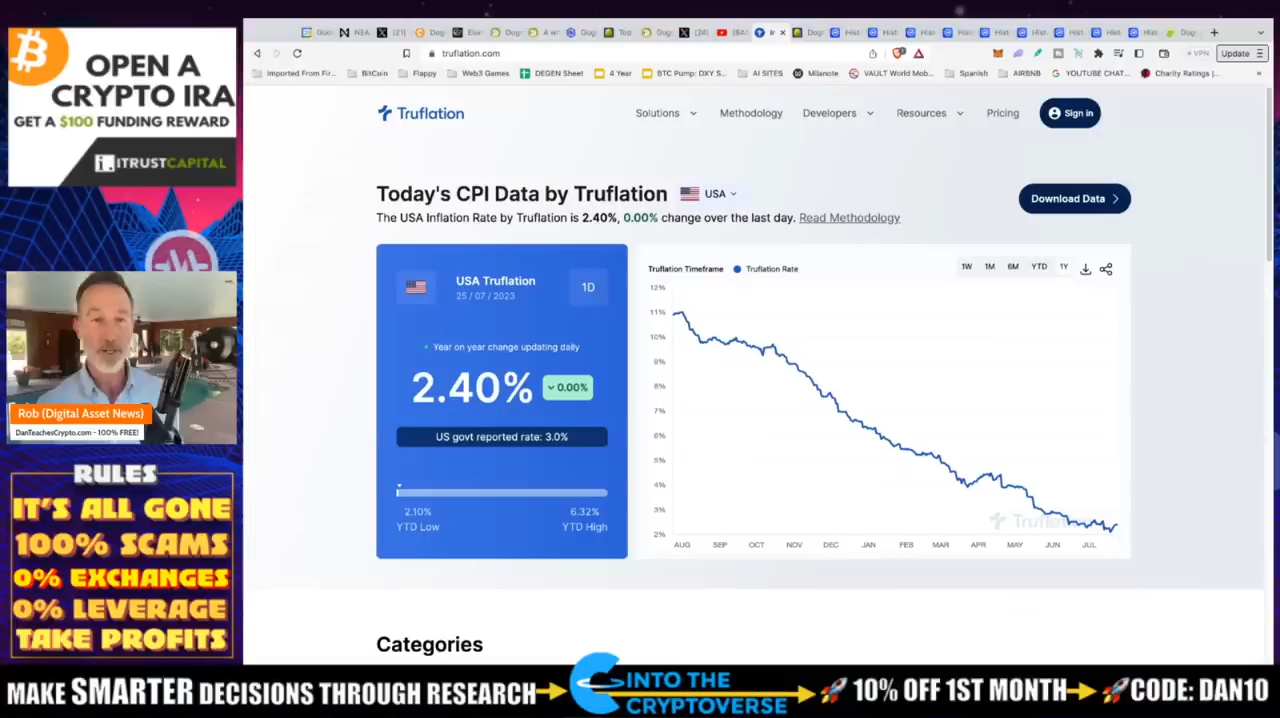 OPEN A
CRYPTO IRA
GET A $100 FUNDING REWARD
i. ITRUSTCAPITAL
Rob (Digital Asset News)
DanTeachesCrypto.com - 100% FREE!
RULES
IT'S ALL GONE
100% SCAMS
0% EXCHANGES
0% LEVERAGE
TAKE PROFITS
truflation.com
VPN
Update
Imported From Fir...
BitCoin
Flappy
Web3 Games
DEGEN Sheet
4 Year
BTC Pump: DXY S...
AI SITES
Milanote
VAULT World Mob...
Spanish
AIRBNB
YOUTUBE CHAT...
Charity Ratings |...
»
Truflation
Solutions
Methodology
Developers
Resources
Pricing
Sign in
Today's CPI Data by Truflation USA
The USA Inflation Rate by Truflation is 2.40%, 0.00% change over the last day. Read Methodology
Download Data
USA Truflation
25 / 07 / 2023
1D
Year on year change updating daily
2.40% 0.00%
US govt reported rate: 3.0%
2.10% 6.32%
YTD Low YTD High
Truflation Timeframe Truflation Rate
1W 1M 6M YTD 1Y
12%
11%
10%
9%
8%
7%
6%
5%
4%
3%
2%
Truflation
AUG SEP OCT NOV DEC JAN FEB MAR APR MAY JUN JUL
Categories
MAKE SMARTER DECISIONS THROUGH RESEARCH
INTO THE
CRYPTOVERSE
10% OFF 1ST MONTH
CODE: DAN10